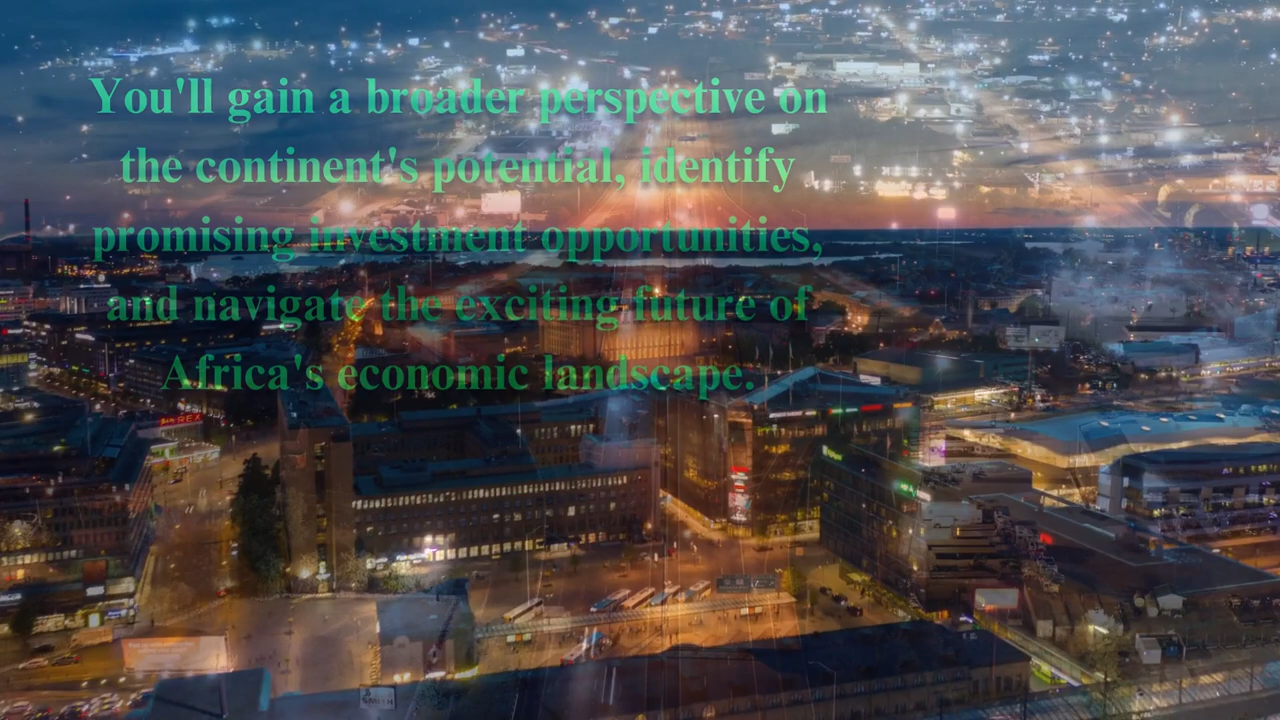 You'll gain a broader perspective on
the continent's potential, identify
promising investment opportunities,
and navigate the exciting future of
Africa's economic landscape.